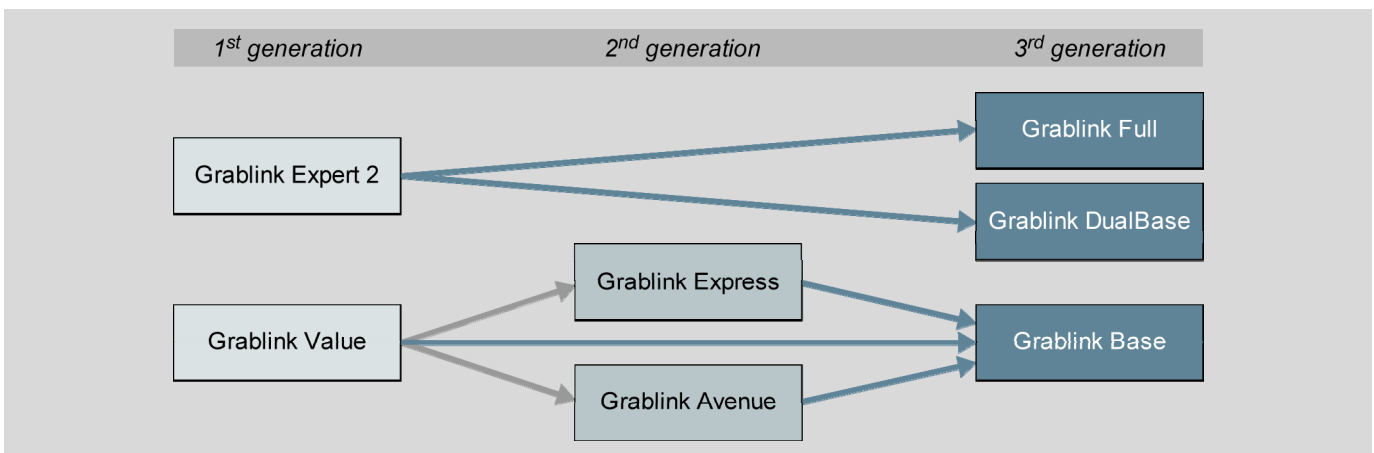 1st generation 2nd generation 3rd generation
Grablink Full
Grablink Expert 2
Grablink DualBase
Grablink Express
Grablink Value
Grablink Base
Grablink Avenue